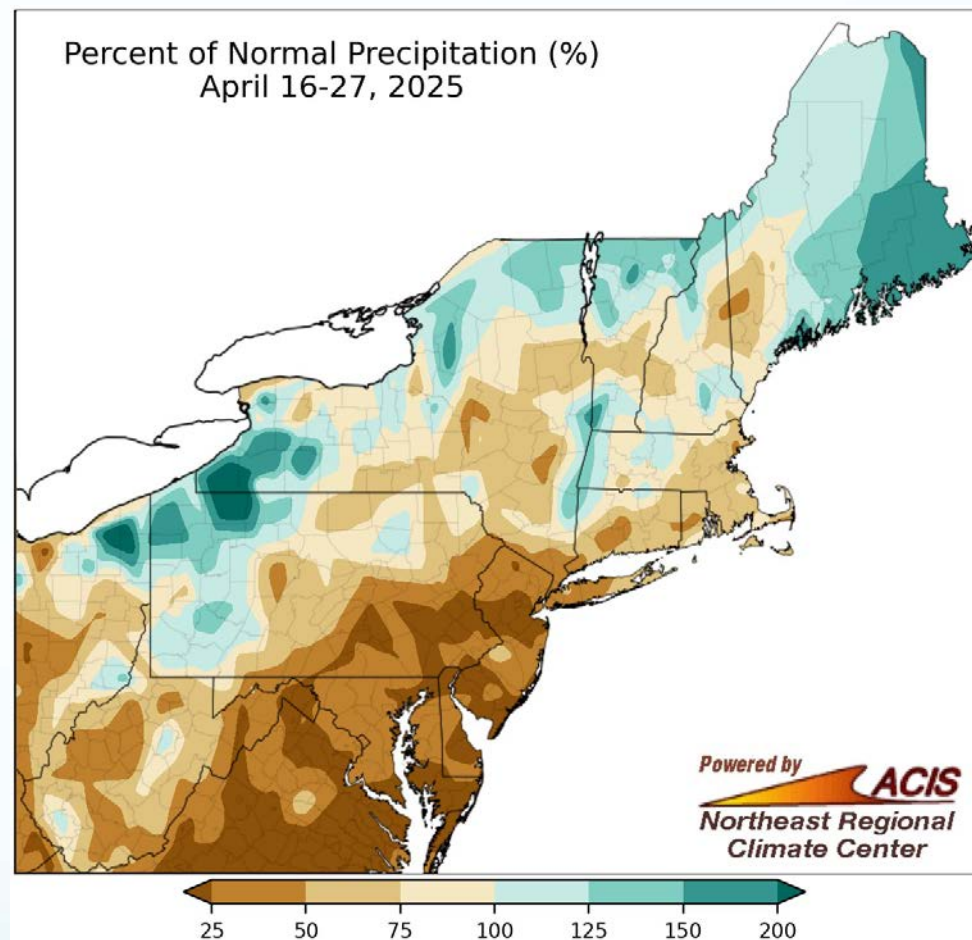 Percent of Normal Precipitation (%)
April 16-27, 2025
Powered by
ACIS
Northeast Regional
Climate Center
25 50 75 100 125 150 200